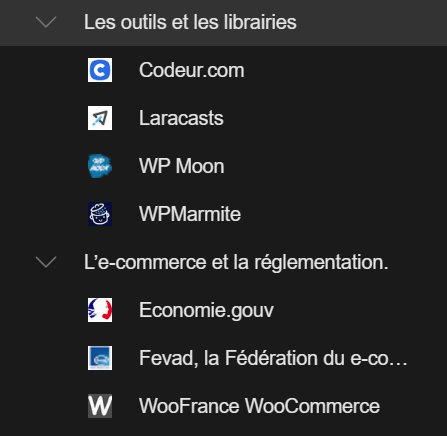 Les outils et les librairies
Codeur.com
Laracasts
WP Moon
WPMarmite
L'e-commerce et la réglementation.
Economie.gouv
Fevad, la Fédération du e-co...
WooFrance WooCommerce